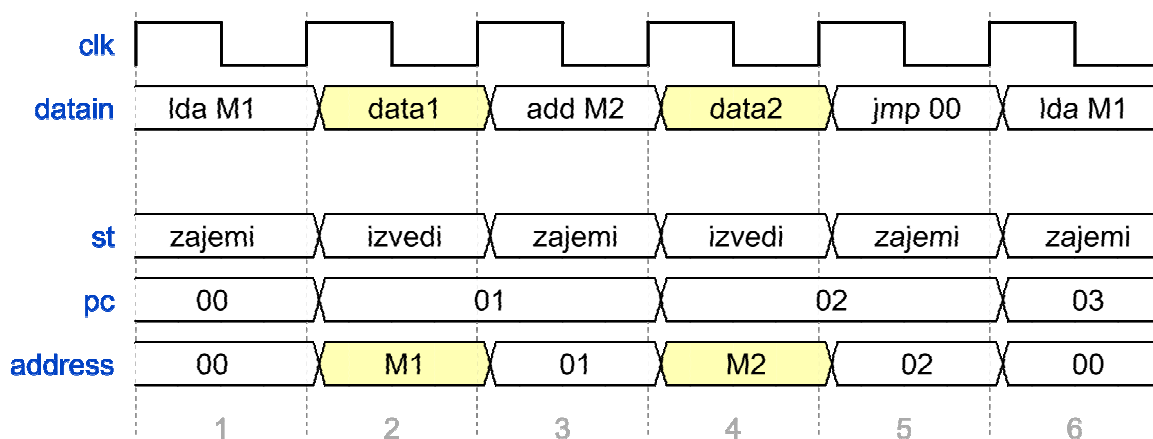 clk
datain lda M1 data1 add M2 data2 jmp 00 lda M1
st zajemi izvedi zajemi izvedi zajemi zajemi
pc 00 01 02 03
address 00 M1 01 M2 02 00
1 2 3 4 5 6